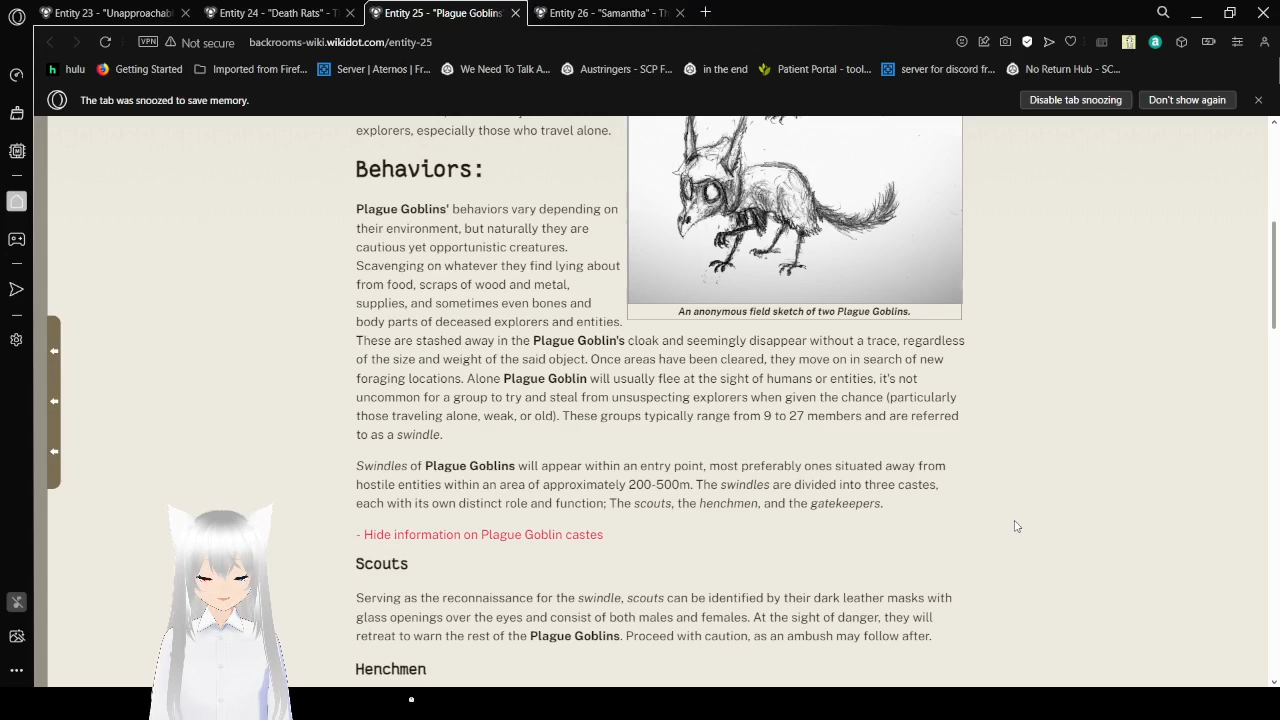 Entity 23 - "Unapproachabl
Entity 24 - "Death Rats" - Th
Entity 25 - "Plague Goblins"
Entity 26 - "Samantha" - Th
VPN
Not secure
backrooms-wiki.wikidot.com/entity-25
hulu
Getting Started
Imported from Firef...
Server | Aternos | Fr...
We Need To Talk A...
Austringers - SCP F...
in the end
Patient Portal - tool...
server for discord fr...
No Return Hub - SC...
The tab was snoozed to save memory.
Disable tab snoozing
Don't show again
explorers, especially those who travel alone.
Behaviors:
Plague Goblins' behaviors vary depending on
their environment, but naturally they are
cautious yet opportunistic creatures.
Scavenging on whatever they find lying about
from food, scraps of wood and metal,
supplies, and sometimes even bones and
body parts of deceased explorers and entities.
An anonymous field sketch of two Plague Goblins.
These are stashed away in the Plague Goblin's cloak and seemingly disappear without a trace, regardless
of the size and weight of the said object. Once areas have been cleared, they move on in search of new
foraging locations. Alone Plague Goblin will usually flee at the sight of humans or entities, it's not
uncommon for a group to try and steal from unsuspecting explorers when given the chance (particularly
those traveling alone, weak, or old). These groups typically range from 9 to 27 members and are referred
to as a swindle.
Swindles of Plague Goblins will appear within an entry point, most preferably ones situated away from
hostile entities within an area of approximately 200-500m. The swindles are divided into three castes,
each with its own distinct role and function; The scouts, the henchmen, and the gatekeepers.
- Hide information on Plague Goblin castes
Scouts
Serving as the reconnaissance for the swindle, scouts can be identified by their dark leather masks with
glass openings over the eyes and consist of both males and females. At the sight of danger, they will
retreat to warn the rest of the Plague Goblins. Proceed with caution, as an ambush may follow after.
Henchmen